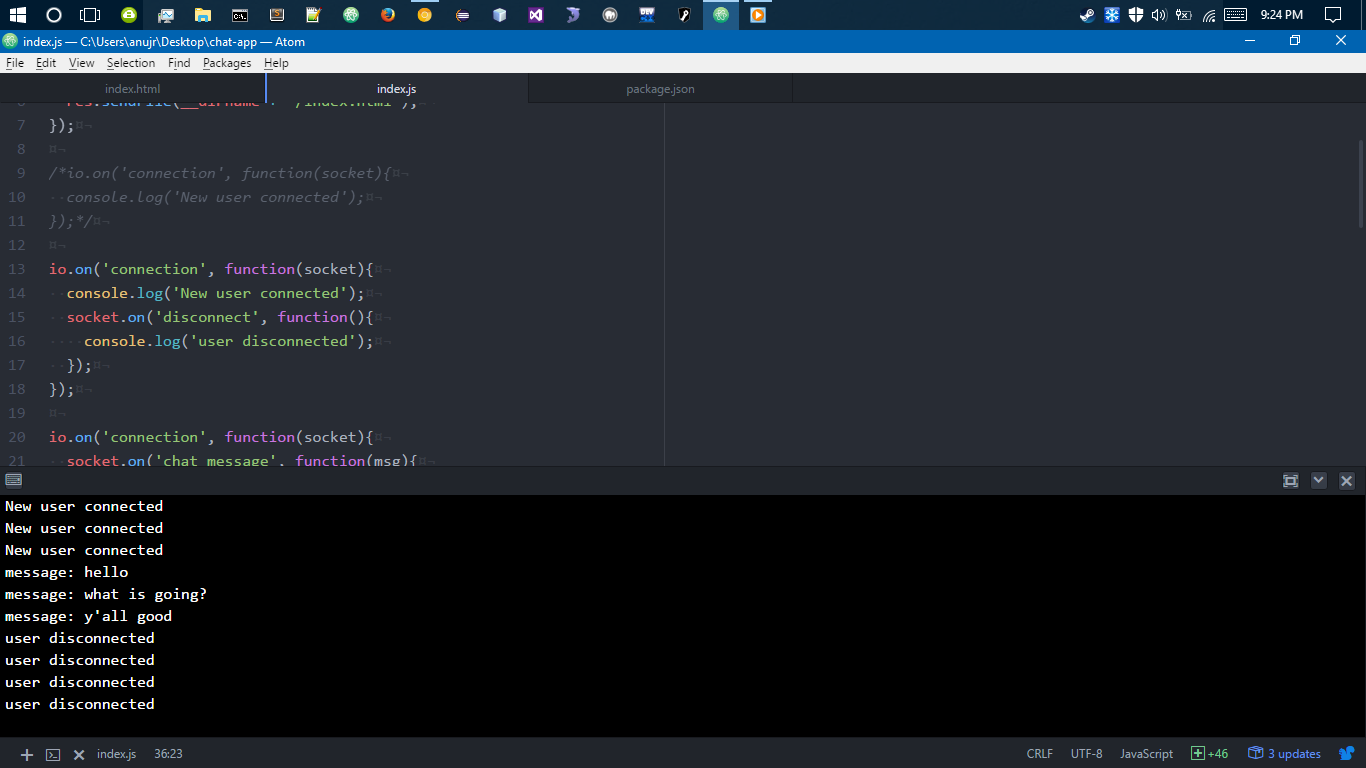 9:24 PM
index.js — C:\Users\anujr\Desktop\chat-app — Atom
File Edit View Selection Find Packages Help
index.html index.js package.json
6 res.sendFile(__dirname + '/index.html');
7 });
8
9 /*io.on('connection', function(socket){
10 console.log('New user connected');
11 });*/
12
13 io.on('connection', function(socket){
14 console.log('New user connected');
15 socket.on('disconnect', function(){
16 console.log('user disconnected');
17 });
18 });
19
20 io.on('connection', function(socket){
21 socket.on('chat message', function(msg){
New user connected
New user connected
New user connected
message: hello
message: what is going?
message: y'all good
user disconnected
user disconnected
user disconnected
user disconnected
index.js 36:23 CRLF UTF-8 JavaScript +46 3 updates